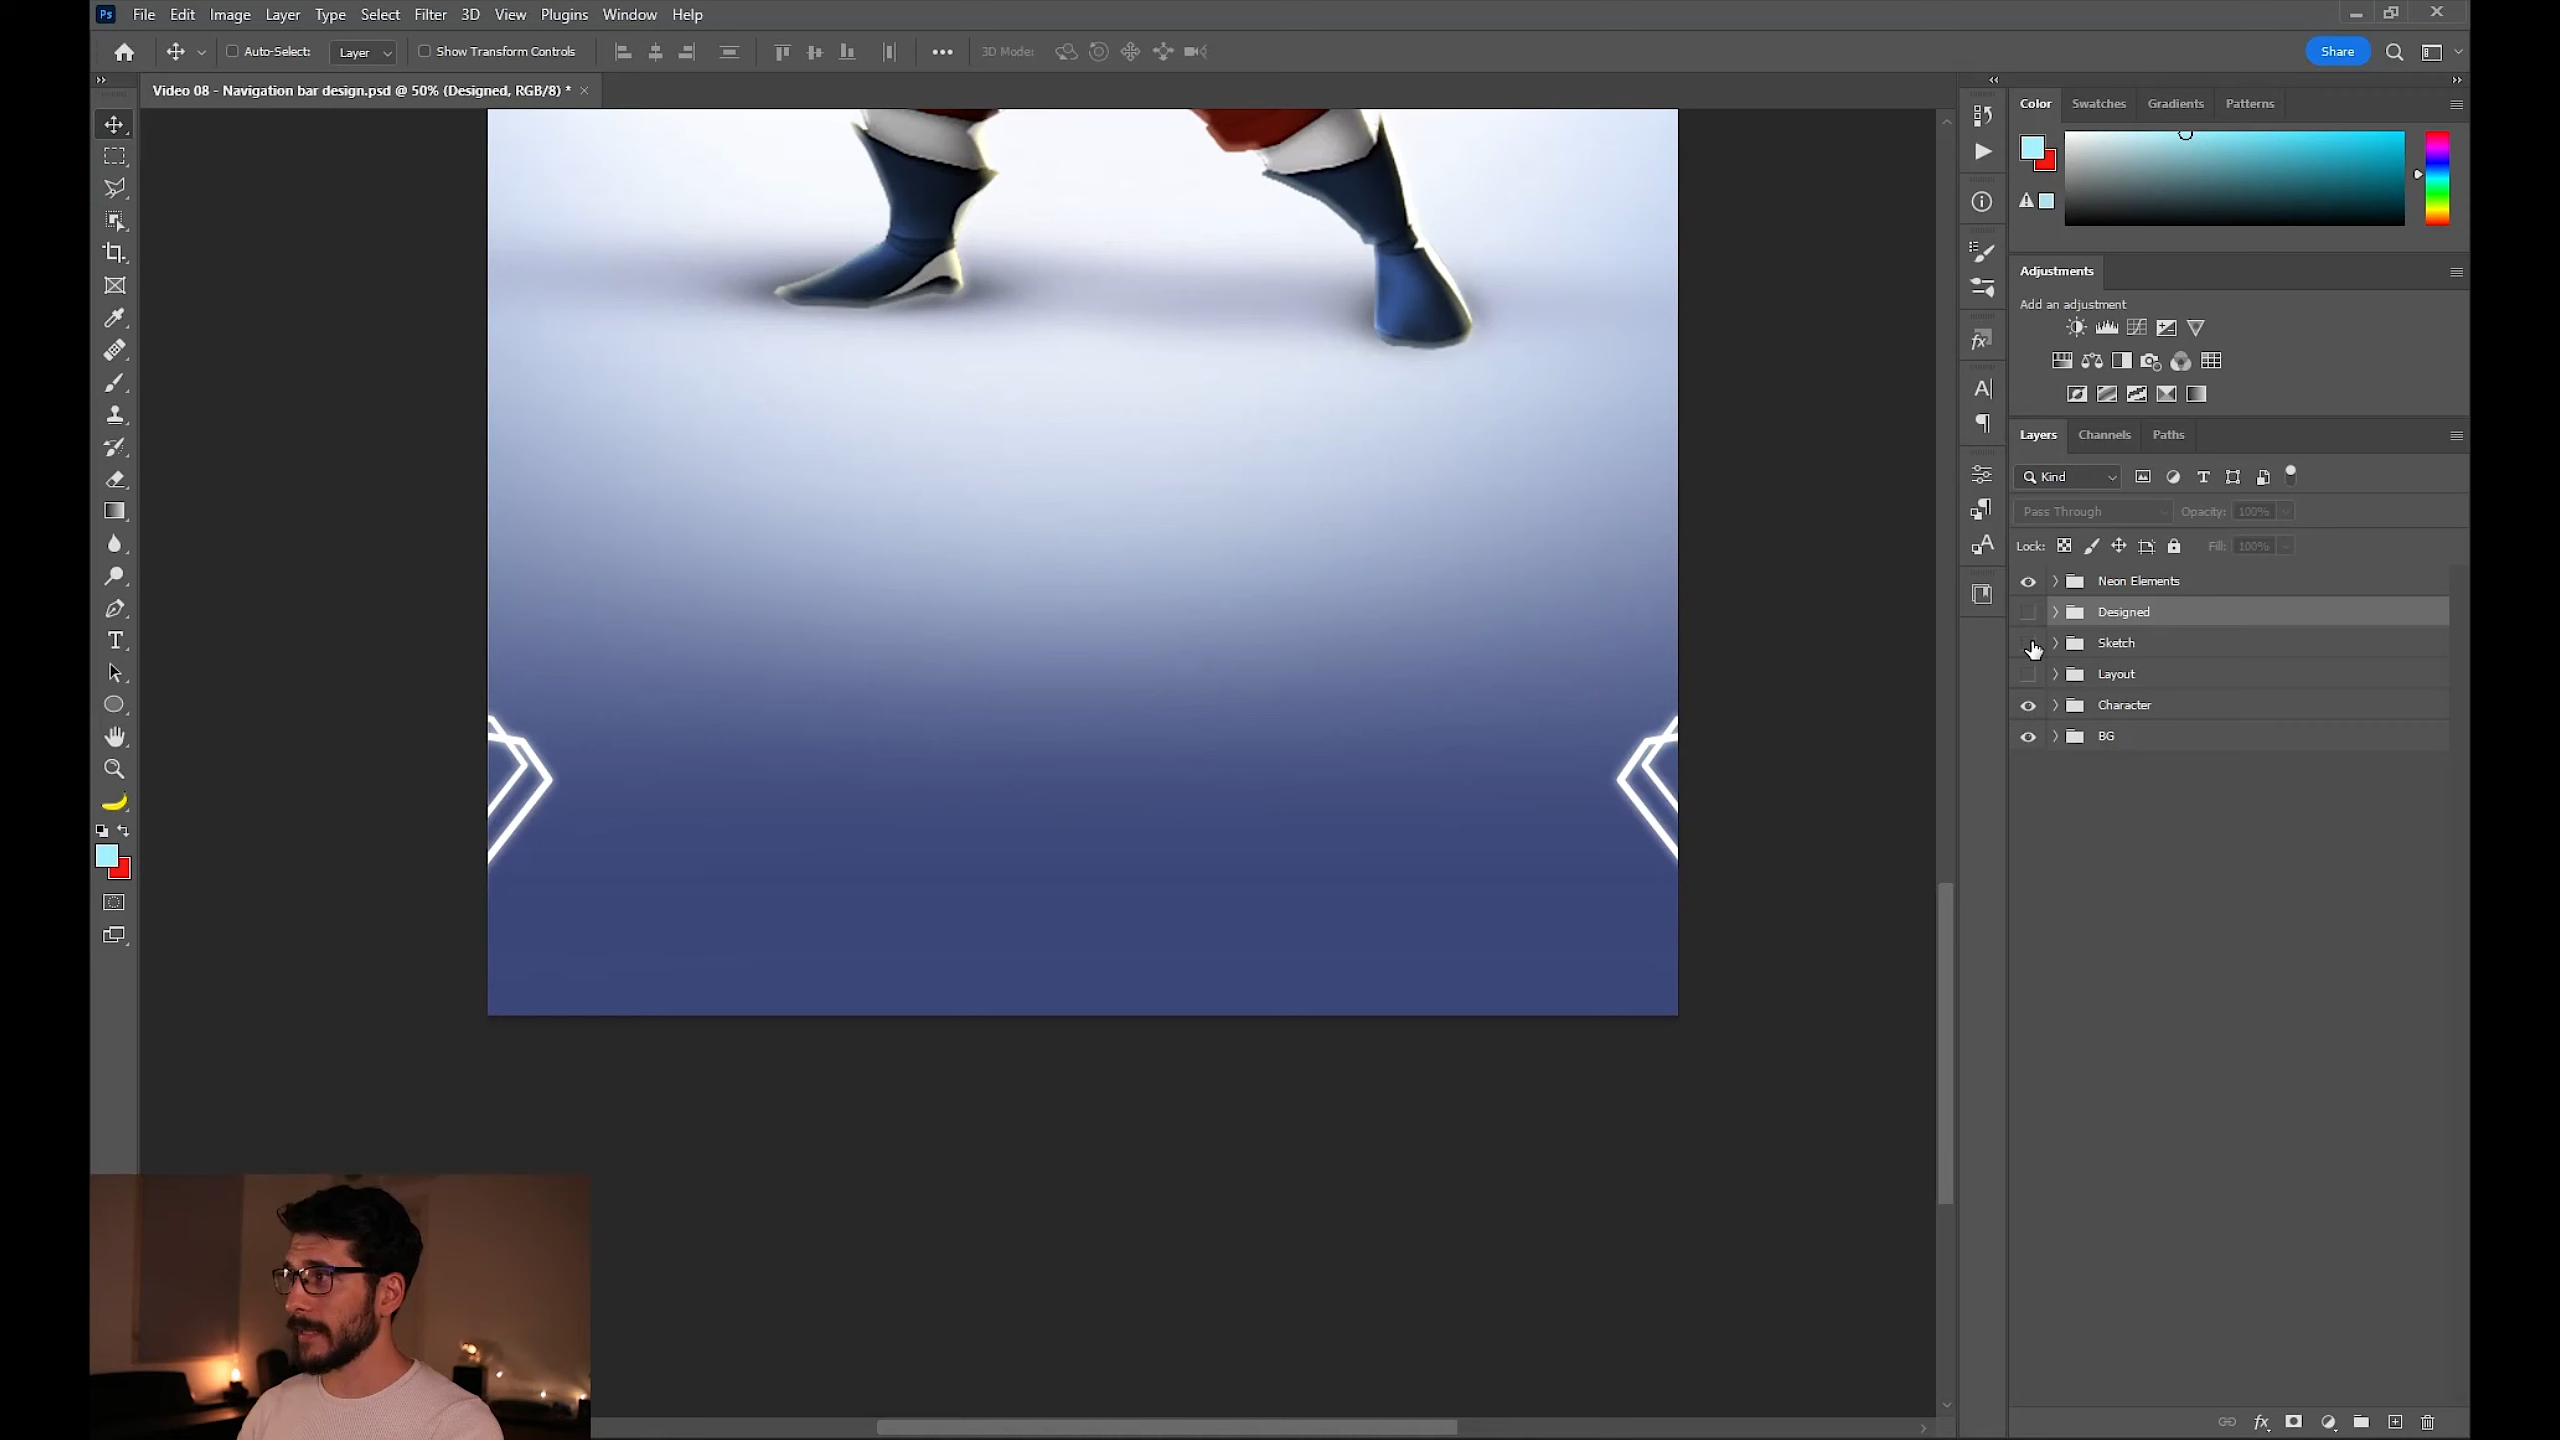 Ps File Edit Image Layer Type Select Filter 3D View Plugins Window Help
Auto-Select: Layer Show Transform Controls 3D Mode: Share
Video 08 - Navigation bar design.psd @ 50% (Designed, RGB/8) *
Color Swatches Gradients Patterns
Adjustments
Add an adjustment
Layers Channels Paths
Kind
Pass Through Opacity: 100%
Lock: Fill: 100%
Neon Elements
Designed
Sketch
Layout
Character
BG